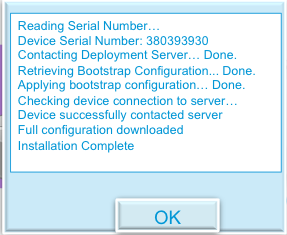 Reading Serial Number…
Device Serial Number: 380393930
Contacting Deployment Server… Done.
Retrieving Bootstrap Configuration... Done.
Applying bootstrap configuration… Done.
Checking device connection to server…
Device successfully contacted server
Full configuration downloaded
Installation Complete
OK